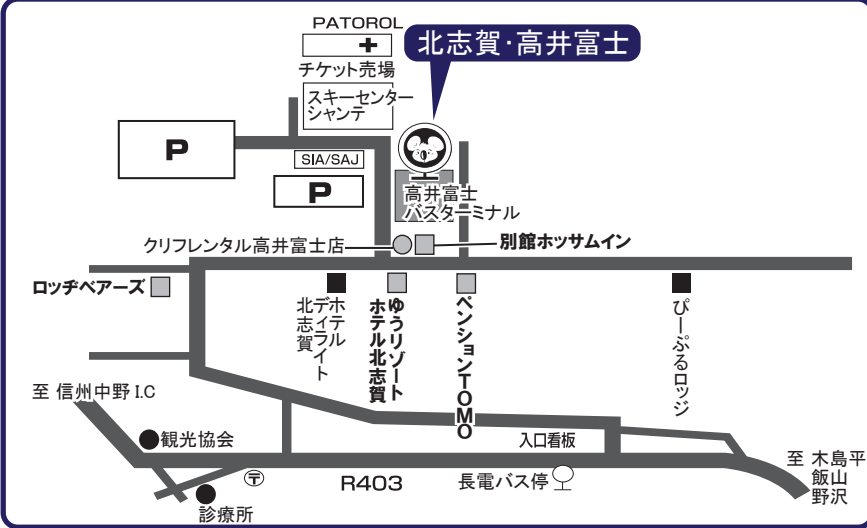 PATOROL
北志賀・高井富士
チケット売場
スキーセンター
シャンテ
P
SIA/SAJ
P
高井富士
バスターミナル
クリフレンタル高井富士店
別館ホッサムイン
ロッヂベアーズ
ホテル
ディライト
北志賀
ゆうリゾート
ホテル北志賀
ペンションTOMO
ぴーぷるロッジ
至 信州中野 I.C
観光協会
入口看板
〒
R403
長電バス停
至 木島平
飯山
野沢
診療所